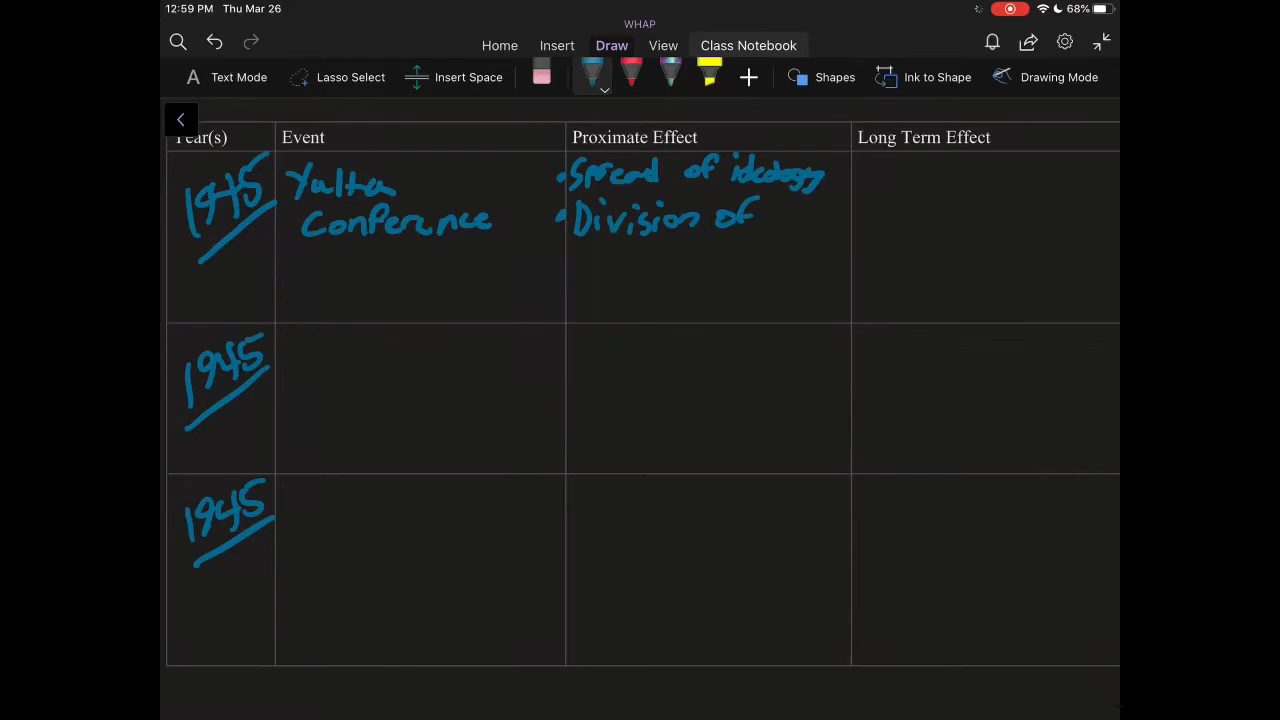 12:59 PM Thu Mar 26 68%
WHAP
Home Insert Draw View Class Notebook
Text Mode Lasso Select Insert Space Shapes Ink to Shape Drawing Mode
Year(s) Event Proximate Effect Long Term Effect
1945 Yalta Conference
• Spread of ideology
• Division of
1945
1945